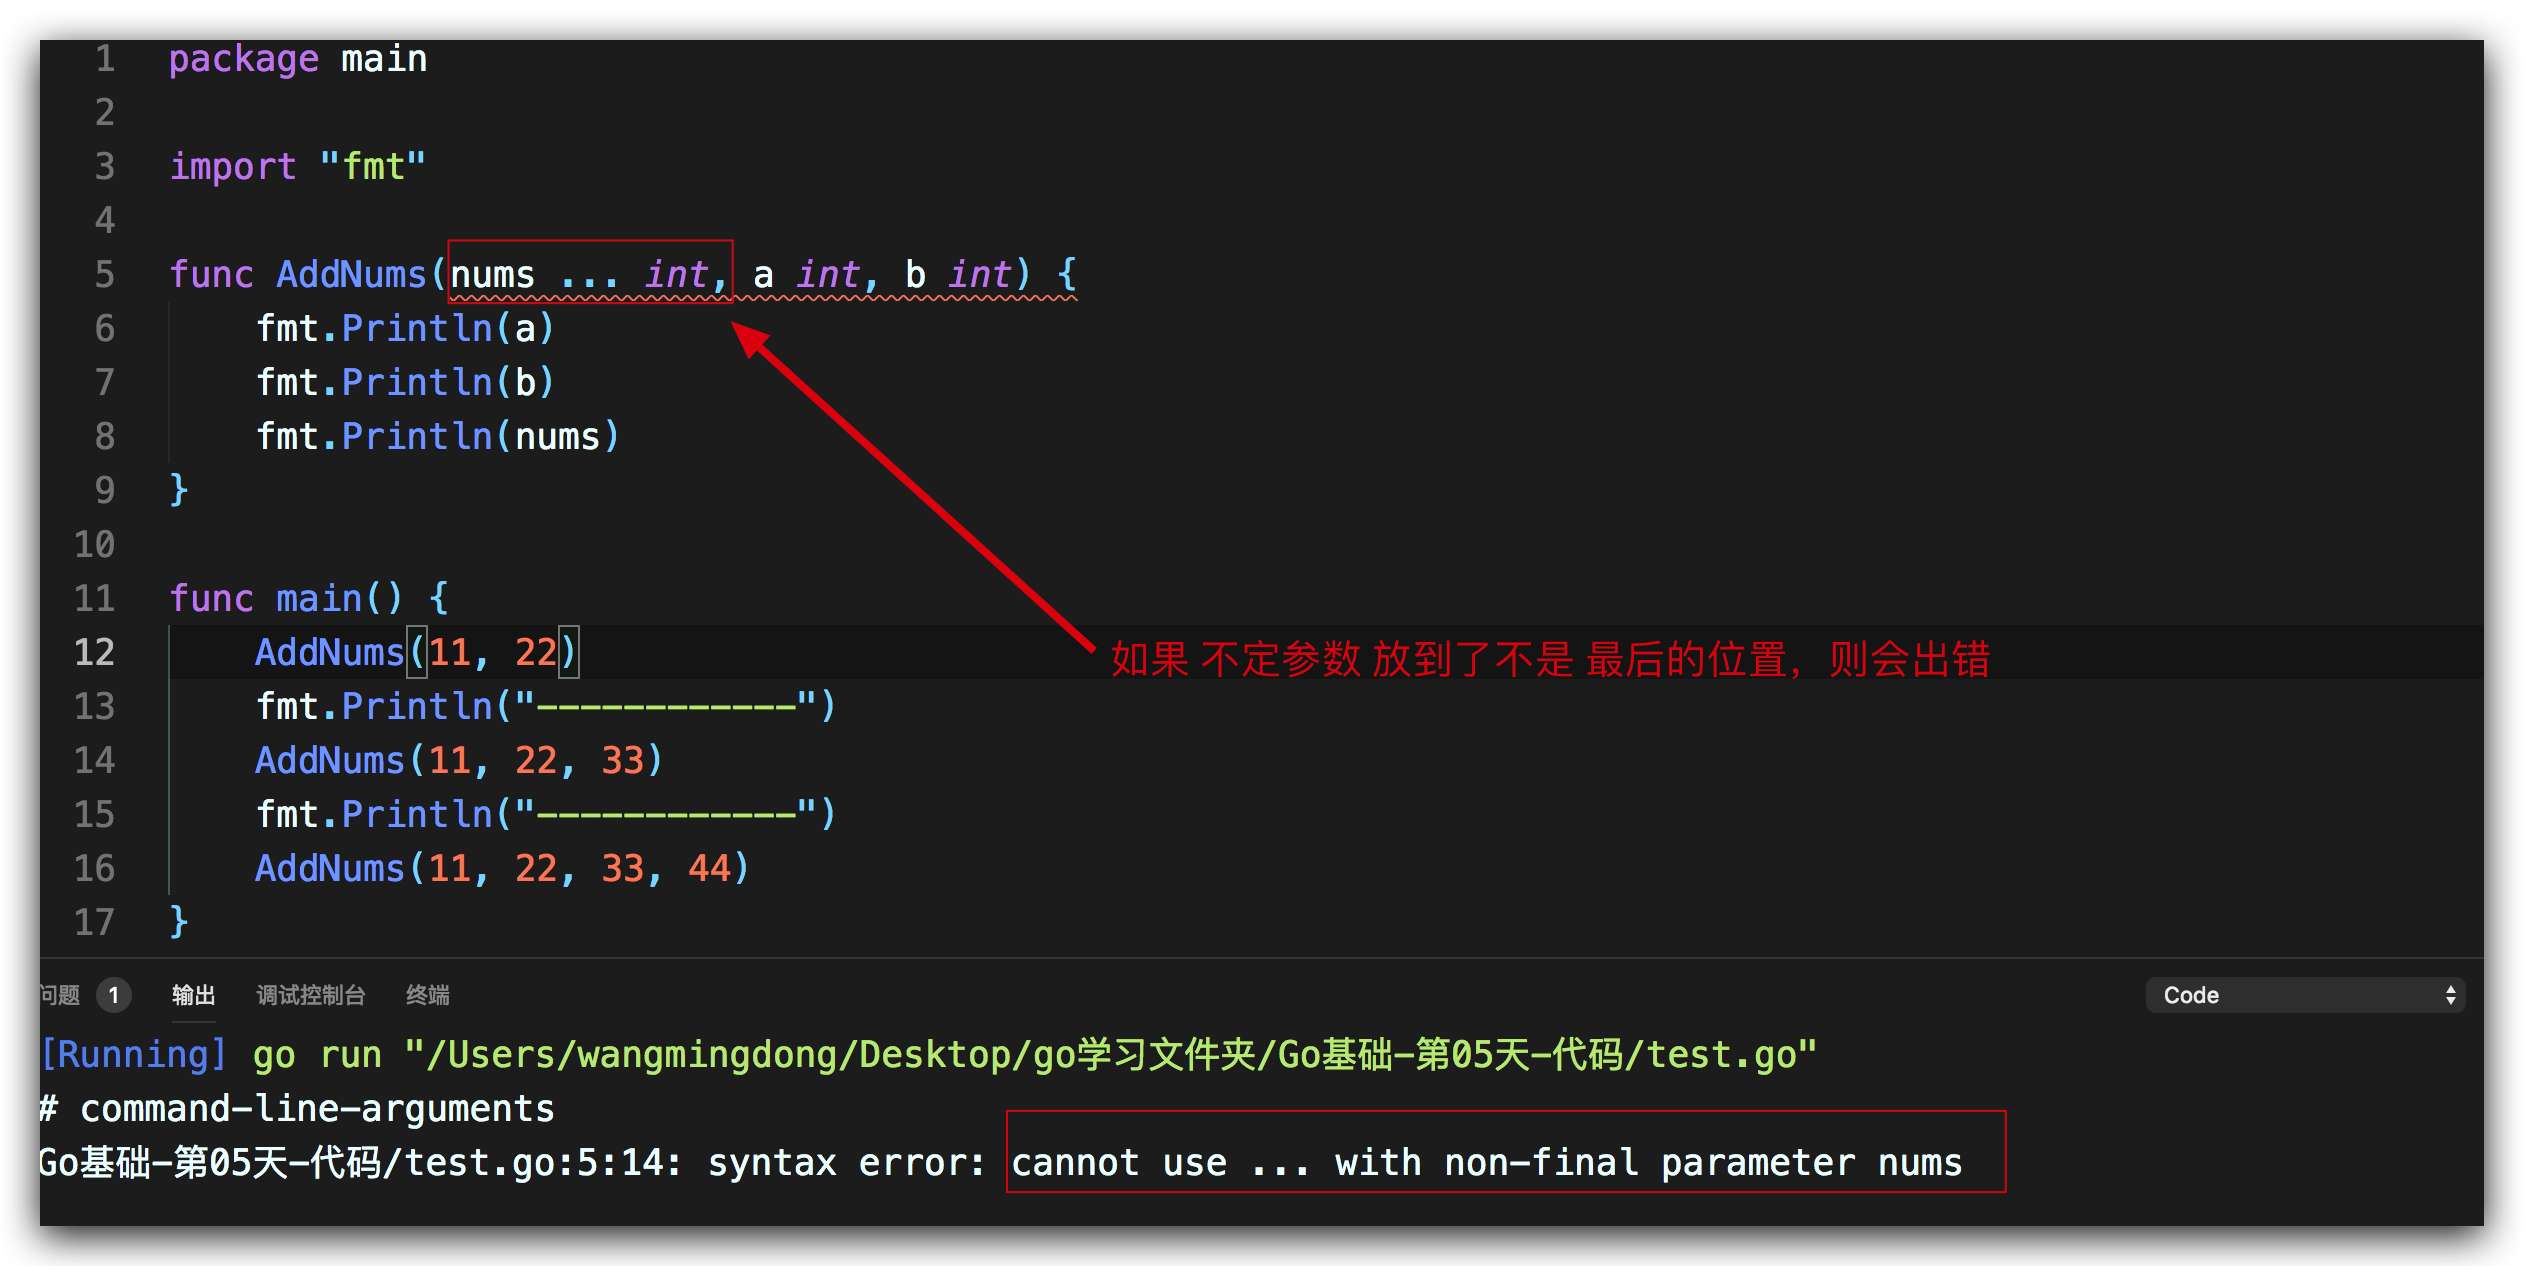 1 package main
2
3 import "fmt"
4
5 func AddNums(nums ... int, a int, b int) {
6 fmt.Println(a)
7 fmt.Println(b)
8 fmt.Println(nums)
9 }
10
11 func main() {
12 AddNums(11, 22)
如果 不定参数 放到了不是 最后的位置，则会出错
13 fmt.Println("------------")
14 AddNums(11, 22, 33)
15 fmt.Println("------------")
16 AddNums(11, 22, 33, 44)
17 }
问题 1 输出 调试控制台 终端 Code
[Running] go run "/Users/wangmingdong/Desktop/go学习文件夹/Go基础-第05天-代码/test.go"
# command-line-arguments
Go基础-第05天-代码/test.go:5:14: syntax error: cannot use ... with non-final parameter nums